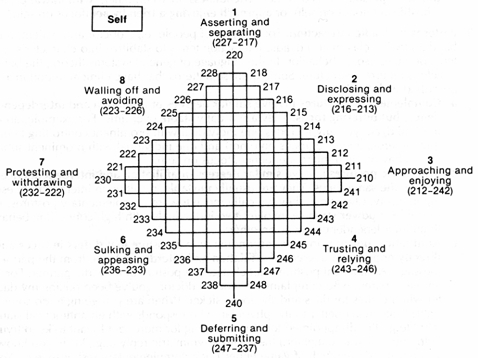 Self
1
Asserting and
separating
(227–217)
220
228 218
227 217
8
Walling off and
avoiding
(223–226)
226 216
2
Disclosing and
expressing
(216–213)
225 215
224 214
223 213
222 212
7
Protesting and
withdrawing
(232–222)
221 211
230 210
231 241
3
Approaching and
enjoying
(212–242)
232 242
233 243
234 244
6
Sulking and
appeasing
(236–233)
235 245
4
Trusting and
relying
(243–246)
236 246
237 247
238 248
240
5
Deferring and
submitting
(247–237)